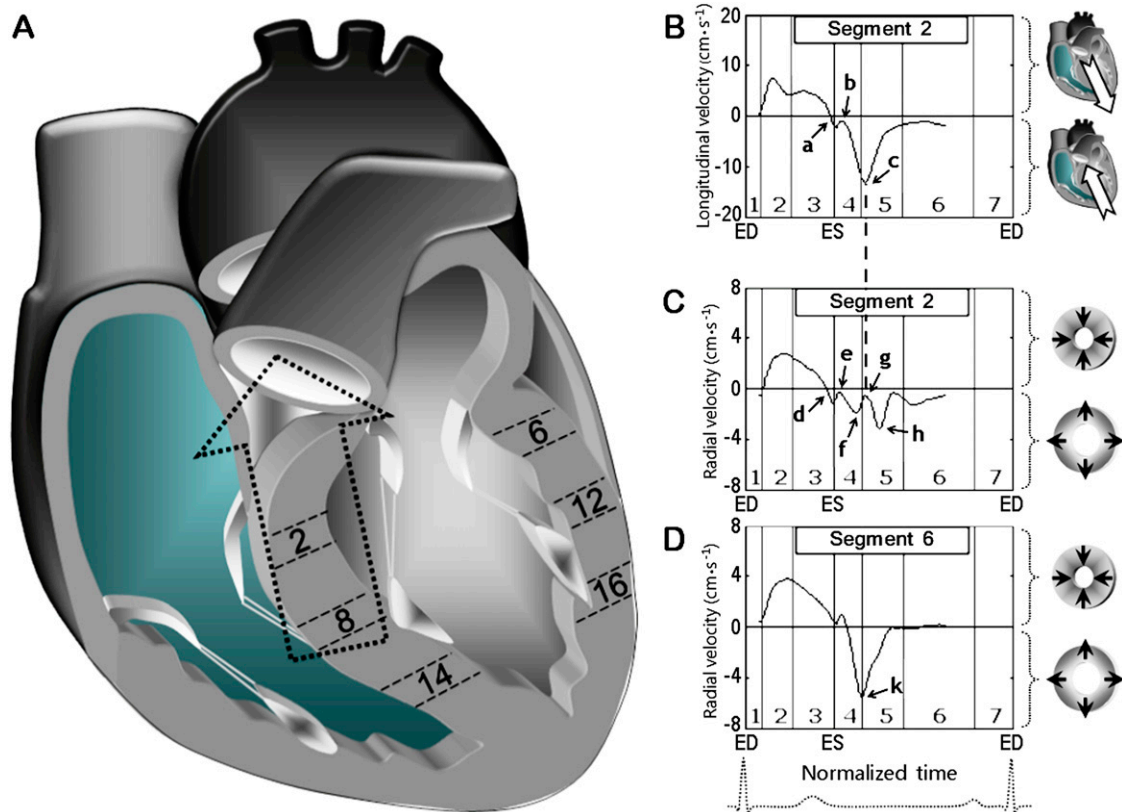 A
6
12
16
2
8
14
B
Segment 2
Longitudinal velocity (cm·s⁻¹)
20
10
0
-10
-20
a
b
c
1 2 3 4 5 6 7
ED ES ED
C
Segment 2
Radial velocity (cm·s⁻¹)
8
4
0
-4
-8
d
e
f
g
h
1 2 3 4 5 6 7
ED ES ED
D
Segment 6
Radial velocity (cm·s⁻¹)
8
4
0
-4
-8
k
1 2 3 4 5 6 7
ED ES ED
Normalized time